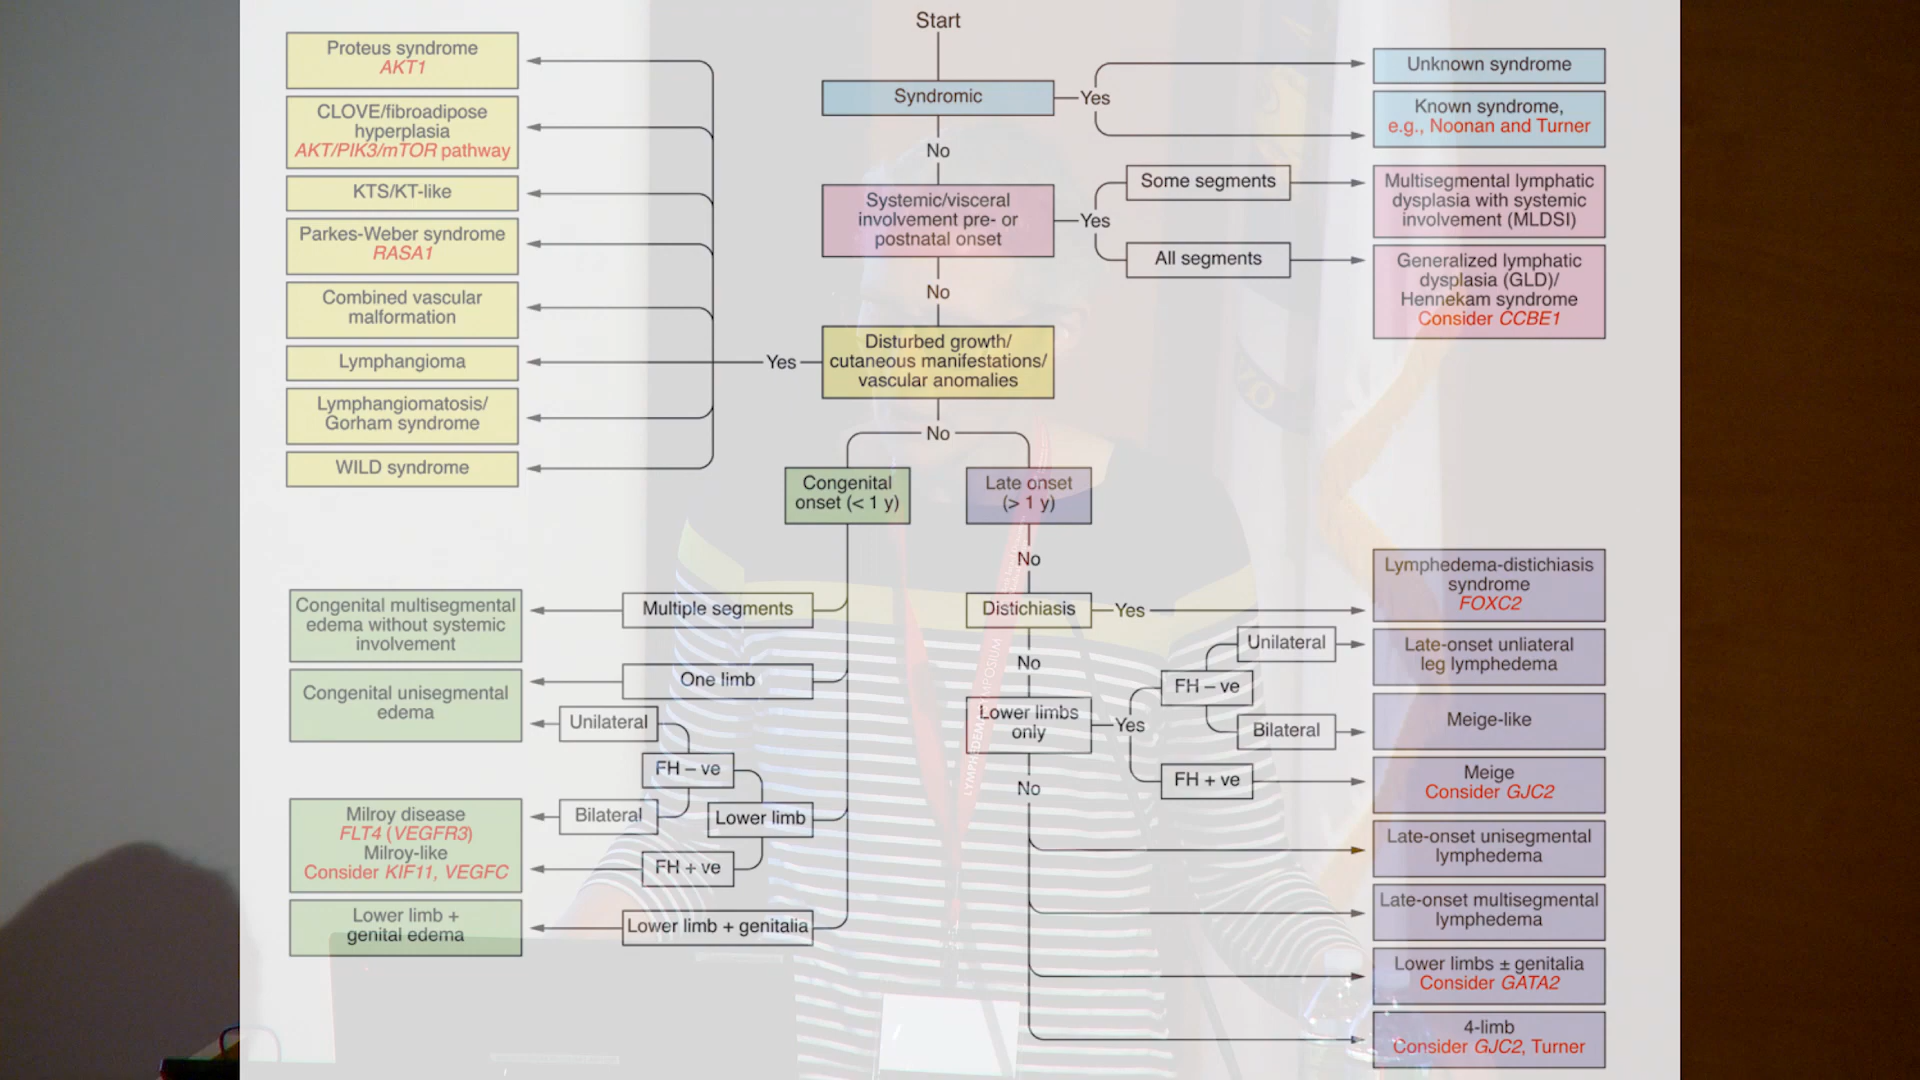 Start
Syndromic
Yes
Unknown syndrome
Known syndrome,
e.g., Noonan and Turner
No
Systemic/visceral
involvement pre- or
postnatal onset
Yes
Some segments
Multisegmental lymphatic
dysplasia with systemic
involvement (MLDSI)
All segments
Generalized lymphatic
dysplasia (GLD)/
Hennekam syndrome
Consider CCBE1
No
Disturbed growth/
cutaneous manifestations/
vascular anomalies
Yes
Proteus syndrome
AKT1
CLOVE/fibroadipose
hyperplasia
AKT/PIK3/mTOR pathway
KTS/KT-like
Parkes-Weber syndrome
RASA1
Combined vascular
malformation
Lymphangioma
Lymphangiomatosis/
Gorham syndrome
WILD syndrome
No
Congenital
onset (< 1 y)
Late onset
(> 1 y)
Multiple segments
Congenital multisegmental
edema without systemic
involvement
One limb
Congenital unisegmental
edema
Unilateral
FH – ve
Bilateral
Lower limb
FH + ve
Milroy disease
FLT4 (VEGFR3)
Milroy-like
Consider KIF11, VEGFC
Lower limb + genitalia
Lower limb +
genital edema
No
Distichiasis
Yes
Lymphedema-distichiasis
syndrome
FOXC2
No
Lower limbs
only
Yes
FH – ve
Unilateral
Late-onset unliateral
leg lymphedema
Bilateral
Meige-like
FH + ve
Meige
Consider GJC2
No
Late-onset unisegmental
lymphedema
Late-onset multisegmental
lymphedema
Lower limbs ± genitalia
Consider GATA2
4-limb
Consider GJC2, Turner
LYMPHEDEMA SYMPOSIUM